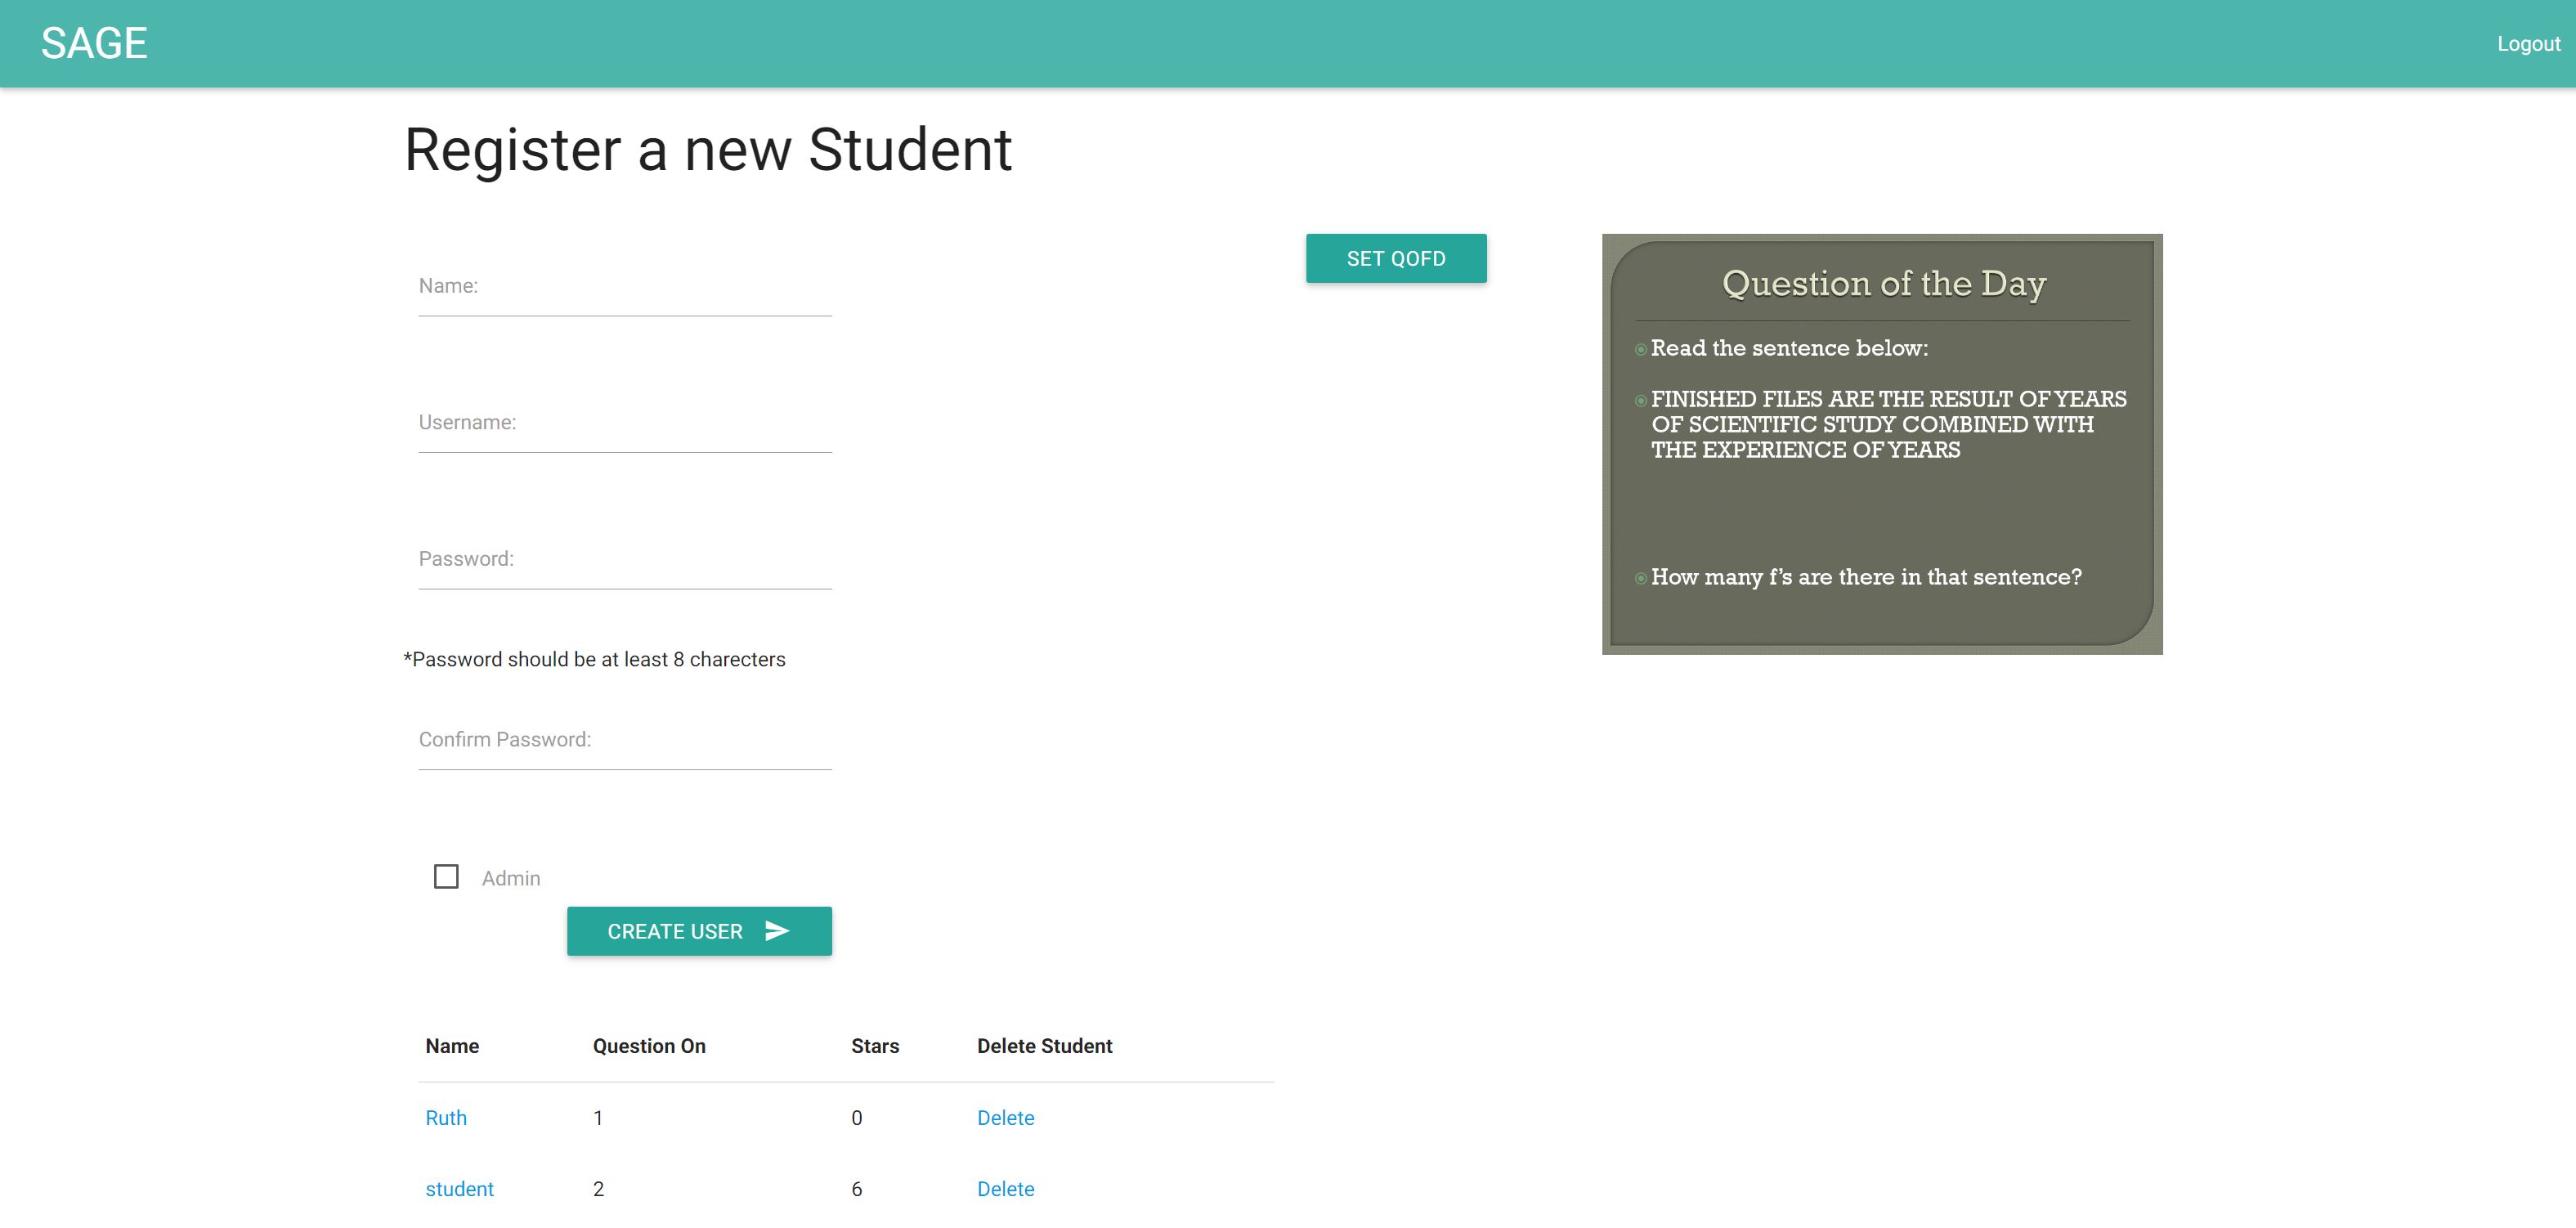 SAGE
Logout
Register a new Student
Name:
Username:
Password:
*Password should be at least 8 charecters
Confirm Password:
Admin
CREATE USER
SET QOFD
Question of the Day
Read the sentence below:
FINISHED FILES ARE THE RESULT OF YEARS
OF SCIENTIFIC STUDY COMBINED WITH
THE EXPERIENCE OF YEARS
How many f's are there in that sentence?
Name Question On Stars Delete Student
Ruth 1 0 Delete
student 2 6 Delete